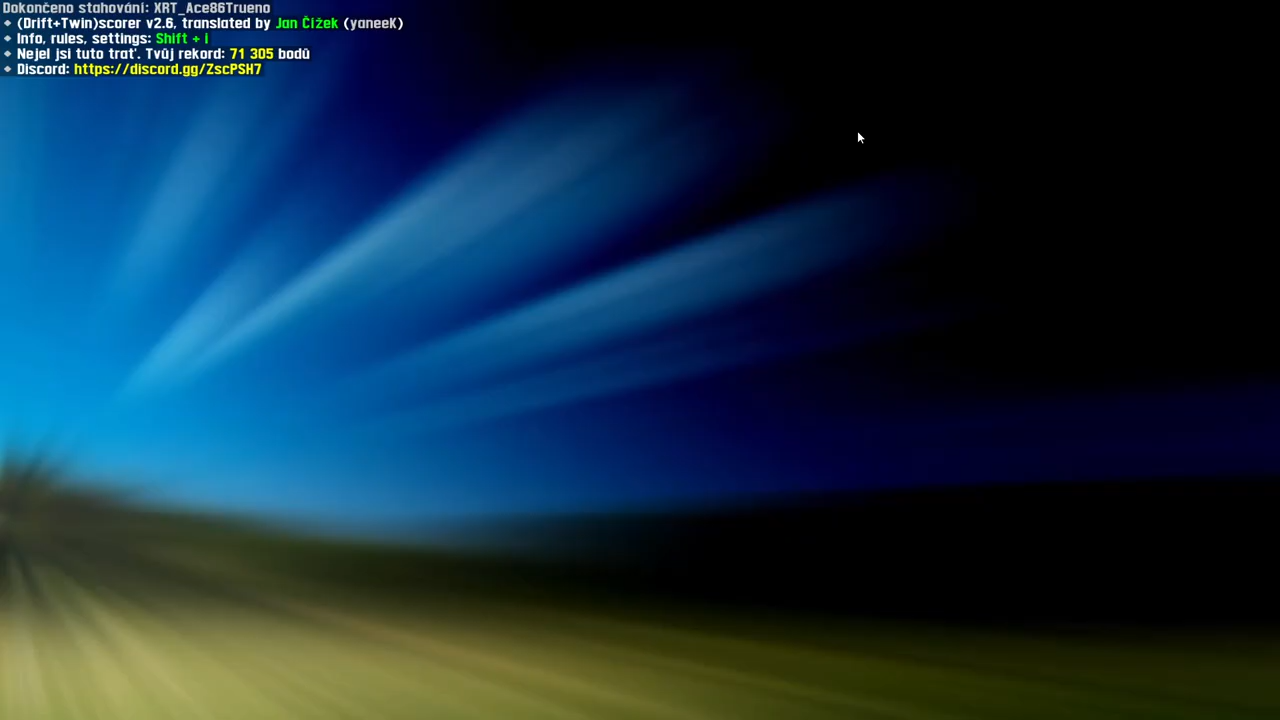 Dokončeno stahování: XRT_Ace86Trueno
(Drift+Twin)scorer v2.6, translated by Jan Čížek (yaneeK)
Info, rules, settings: Shift + i
Nejel jsi tuto trať. Tvůj rekord: 71 305 bodů
Discord: https://discord.gg/ZscPSH7